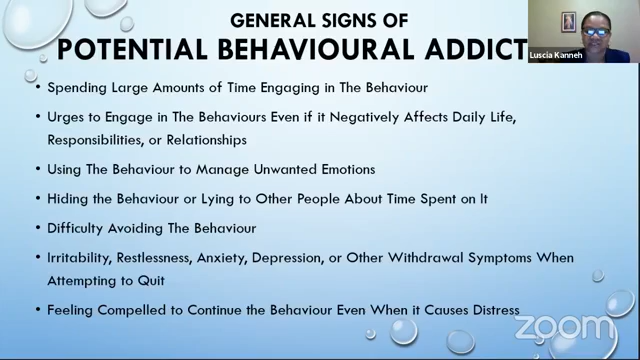 GENERAL SIGNS OF
POTENTIAL BEHAVIOURAL ADDICT
Luscia Kanneh
• Spending Large Amounts of Time Engaging in The Behaviour
• Urges to Engage in The Behaviours Even if it Negatively Affects Daily Life,
Responsibilities, or Relationships
• Using The Behaviour to Manage Unwanted Emotions
• Hiding the Behaviour or Lying to Other People About Time Spent on It
• Difficulty Avoiding The Behaviour
• Irritability, Restlessness, Anxiety, Depression, or Other Withdrawal Symptoms When
Attempting to Quit
• Feeling Compelled to Continue the Behaviour Even When it Causes Distress
zoom